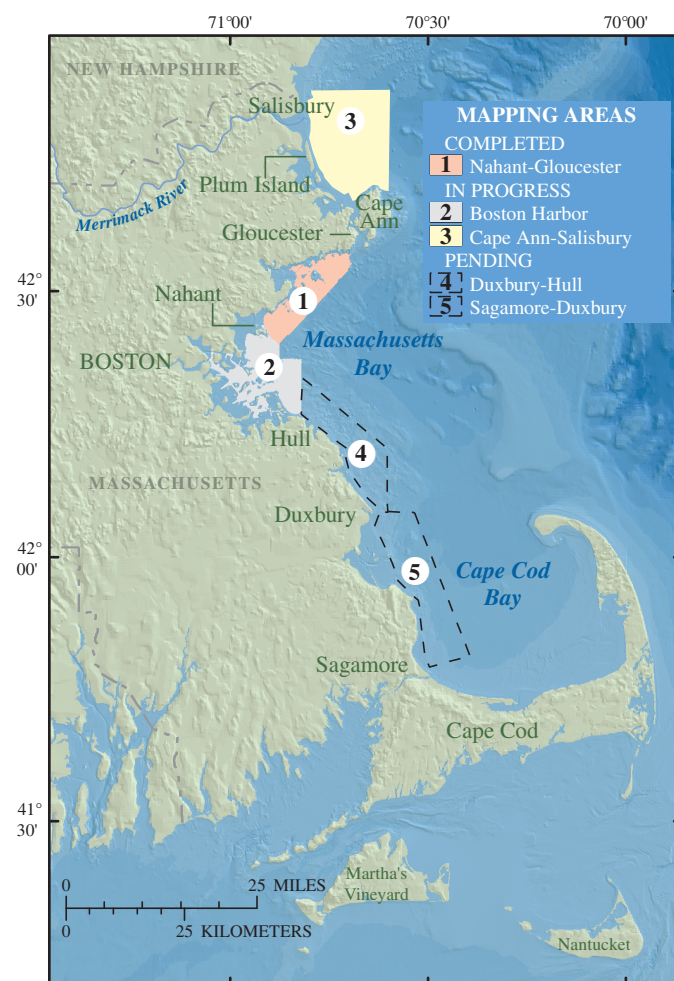 71°00'
70°30'
70°00'
NEW HAMPSHIRE
Salisbury
3
MAPPING AREAS
COMPLETED
1 Nahant-Gloucester
IN PROGRESS
2 Boston Harbor
3 Cape Ann-Salisbury
PENDING
4 Duxbury-Hull
5 Sagamore-Duxbury
Plum Island
Merrimack River
Cape
Ann
Gloucester
42°
30'
Nahant
1
Massachusetts
Bay
BOSTON
2
Hull
4
MASSACHUSETTS
Duxbury
42°
00'
5
Cape Cod
Bay
Sagamore
Cape Cod
41°
30'
0 25 MILES
0 25 KILOMETERS
Martha's
Vineyard
Nantucket